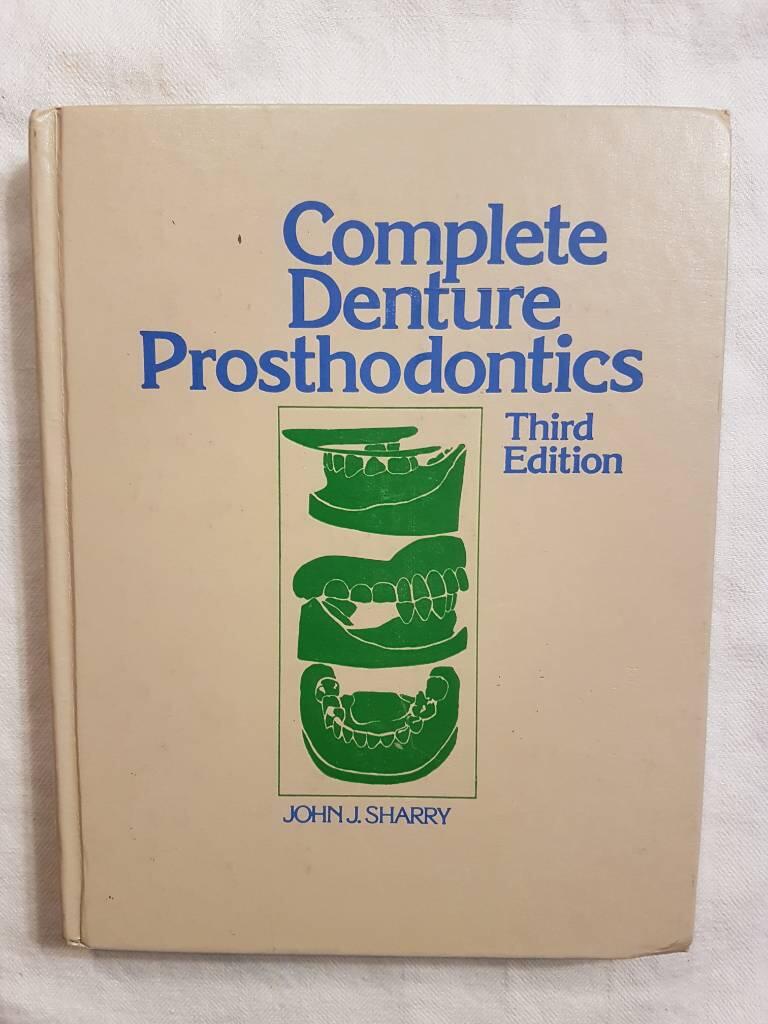 Complete
Denture
Prosthodontics
Third
Edition
JOHN J. SHARRY